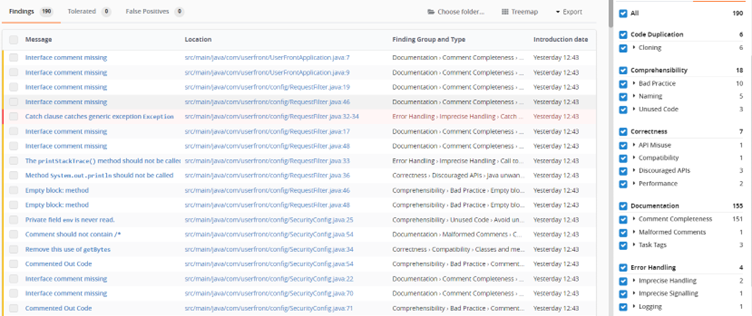 Findings 190 Tolerated 0 False Positives 0 Choose folder... Treemap Export
Message Location Finding Group and Type Introduction date
Interface comment missing src/main/java/com/userfront/UserFrontApplication.java:7 Documentation › Comment Completeness › ... Yesterday 12:43
Interface comment missing src/main/java/com/userfront/UserFrontApplication.java:9 Documentation › Comment Completeness › ... Yesterday 12:43
Interface comment missing src/main/java/com/userfront/config/RequestFilter.java:19 Documentation › Comment Completeness › ... Yesterday 12:43
Interface comment missing src/main/java/com/userfront/config/RequestFilter.java:46 Documentation › Comment Completeness › ... Yesterday 12:43
Catch clause catches generic exception Exception src/main/java/com/userfront/config/RequestFilter.java:32-34 Error Handling › Imprecise Handling › Catch ... Yesterday 12:43
Interface comment missing src/main/java/com/userfront/config/RequestFilter.java:17 Documentation › Comment Completeness › ... Yesterday 12:43
Interface comment missing src/main/java/com/userfront/config/RequestFilter.java:48 Documentation › Comment Completeness › ... Yesterday 12:43
The printStackTrace() method should not be called src/main/java/com/userfront/config/RequestFilter.java:33 Error Handling › Imprecise Handling › Call to... Yesterday 12:43
Method System.out.println should not be called src/main/java/com/userfront/config/RequestFilter.java:36 Correctness › Discouraged APIs › Java unwan... Yesterday 12:43
Empty block: method src/main/java/com/userfront/config/RequestFilter.java:46 Comprehensibility › Bad Practice › Empty blo... Yesterday 12:43
Empty block: method src/main/java/com/userfront/config/RequestFilter.java:48 Comprehensibility › Bad Practice › Empty blo... Yesterday 12:43
Private field env is never read. src/main/java/com/userfront/config/SecurityConfig.java:25 Comprehensibility › Unused Code › Avoid un... Yesterday 12:43
Comment should not contain /* src/main/java/com/userfront/config/SecurityConfig.java:54 Documentation › Malformed Comments › C... Yesterday 12:43
Remove this use of getBytes src/main/java/com/userfront/config/SecurityConfig.java:34 Correctness › Compatibility › Classes and me... Yesterday 12:43
Commented Out Code src/main/java/com/userfront/config/SecurityConfig.java:54 Comprehensibility › Bad Practice › Comment... Yesterday 12:43
Interface comment missing src/main/java/com/userfront/config/SecurityConfig.java:22 Documentation › Comment Completeness › ... Yesterday 12:43
Interface comment missing src/main/java/com/userfront/config/SecurityConfig.java:70 Documentation › Comment Completeness › ... Yesterday 12:43
Commented Out Code src/main/java/com/userfront/config/SecurityConfig.java:71 Comprehensibility › Bad Practice › Comment... Yesterday 12:43
All 190
Code Duplication 6
Cloning 6
Comprehensibility 18
Bad Practice 10
Naming 5
Unused Code 3
Correctness 7
API Misuse 1
Compatibility 1
Discouraged APIs 3
Performance 2
Documentation 155
Comment Completeness 151
Malformed Comments 1
Task Tags 3
Error Handling 4
Imprecise Handling 2
Imprecise Signalling 1
Logging 1